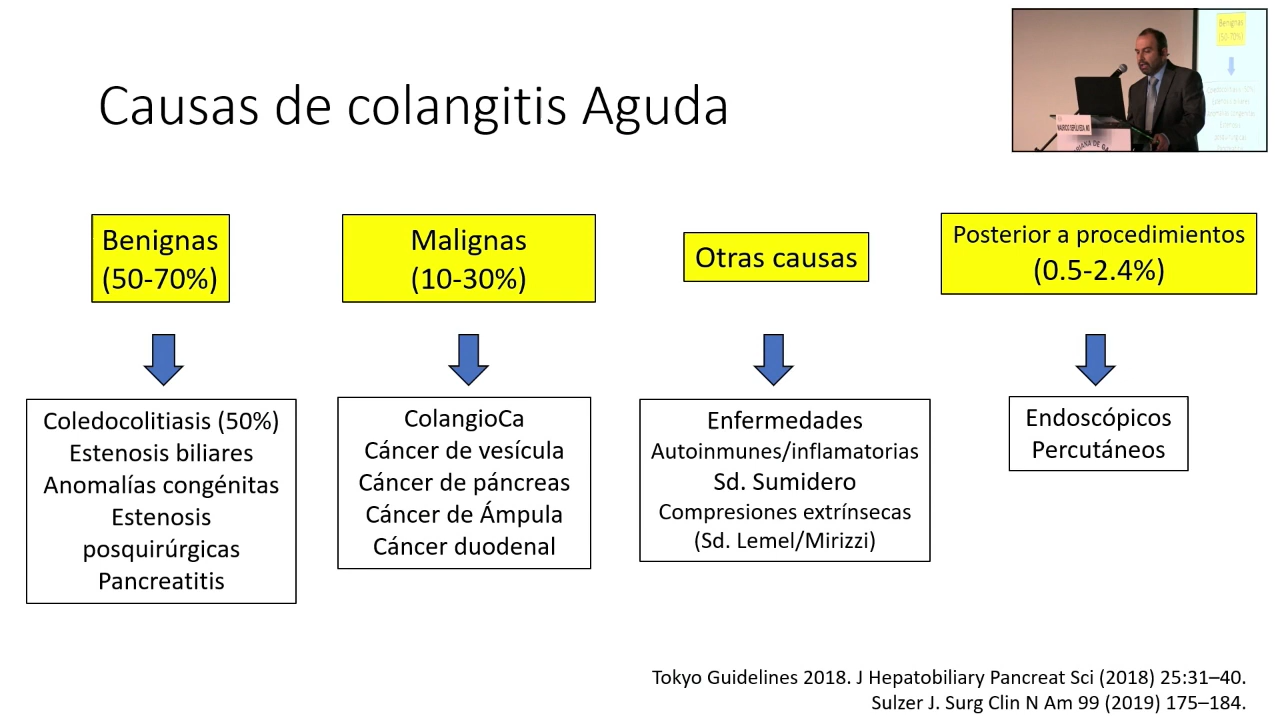 Causas de colangitis Aguda
Benignas
(50-70%)
Malignas
(10-30%)
Otras causas
Posterior a procedimientos
(0.5-2.4%)
Coledocolitiasis (50%)
Estenosis biliares
Anomalías congénitas
Estenosis
posquirúrgicas
Pancreatitis
ColangioCa
Cáncer de vesícula
Cáncer de páncreas
Cáncer de Ámpula
Cáncer duodenal
Enfermedades
Autoinmunes/inflamatorias
Sd. Sumidero
Compresiones extrínsecas
(Sd. Lemel/Mirizzi)
Endoscópicos
Percutáneos
Tokyo Guidelines 2018. J Hepatobiliary Pancreat Sci (2018) 25:31–40.
Sulzer J. Surg Clin N Am 99 (2019) 175–184.
Benignas
(50-70%)